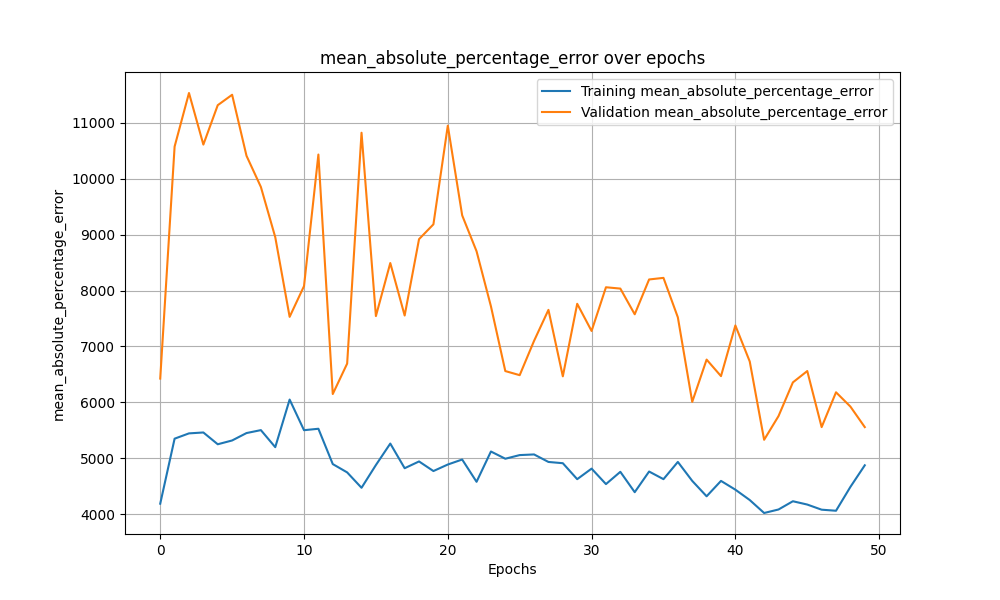 mean_absolute_percentage_error over epochs
Training mean_absolute_percentage_error
Validation mean_absolute_percentage_error
mean_absolute_percentage_error
11000
10000
9000
8000
7000
6000
5000
4000
0 10 20 30 40 50
Epochs